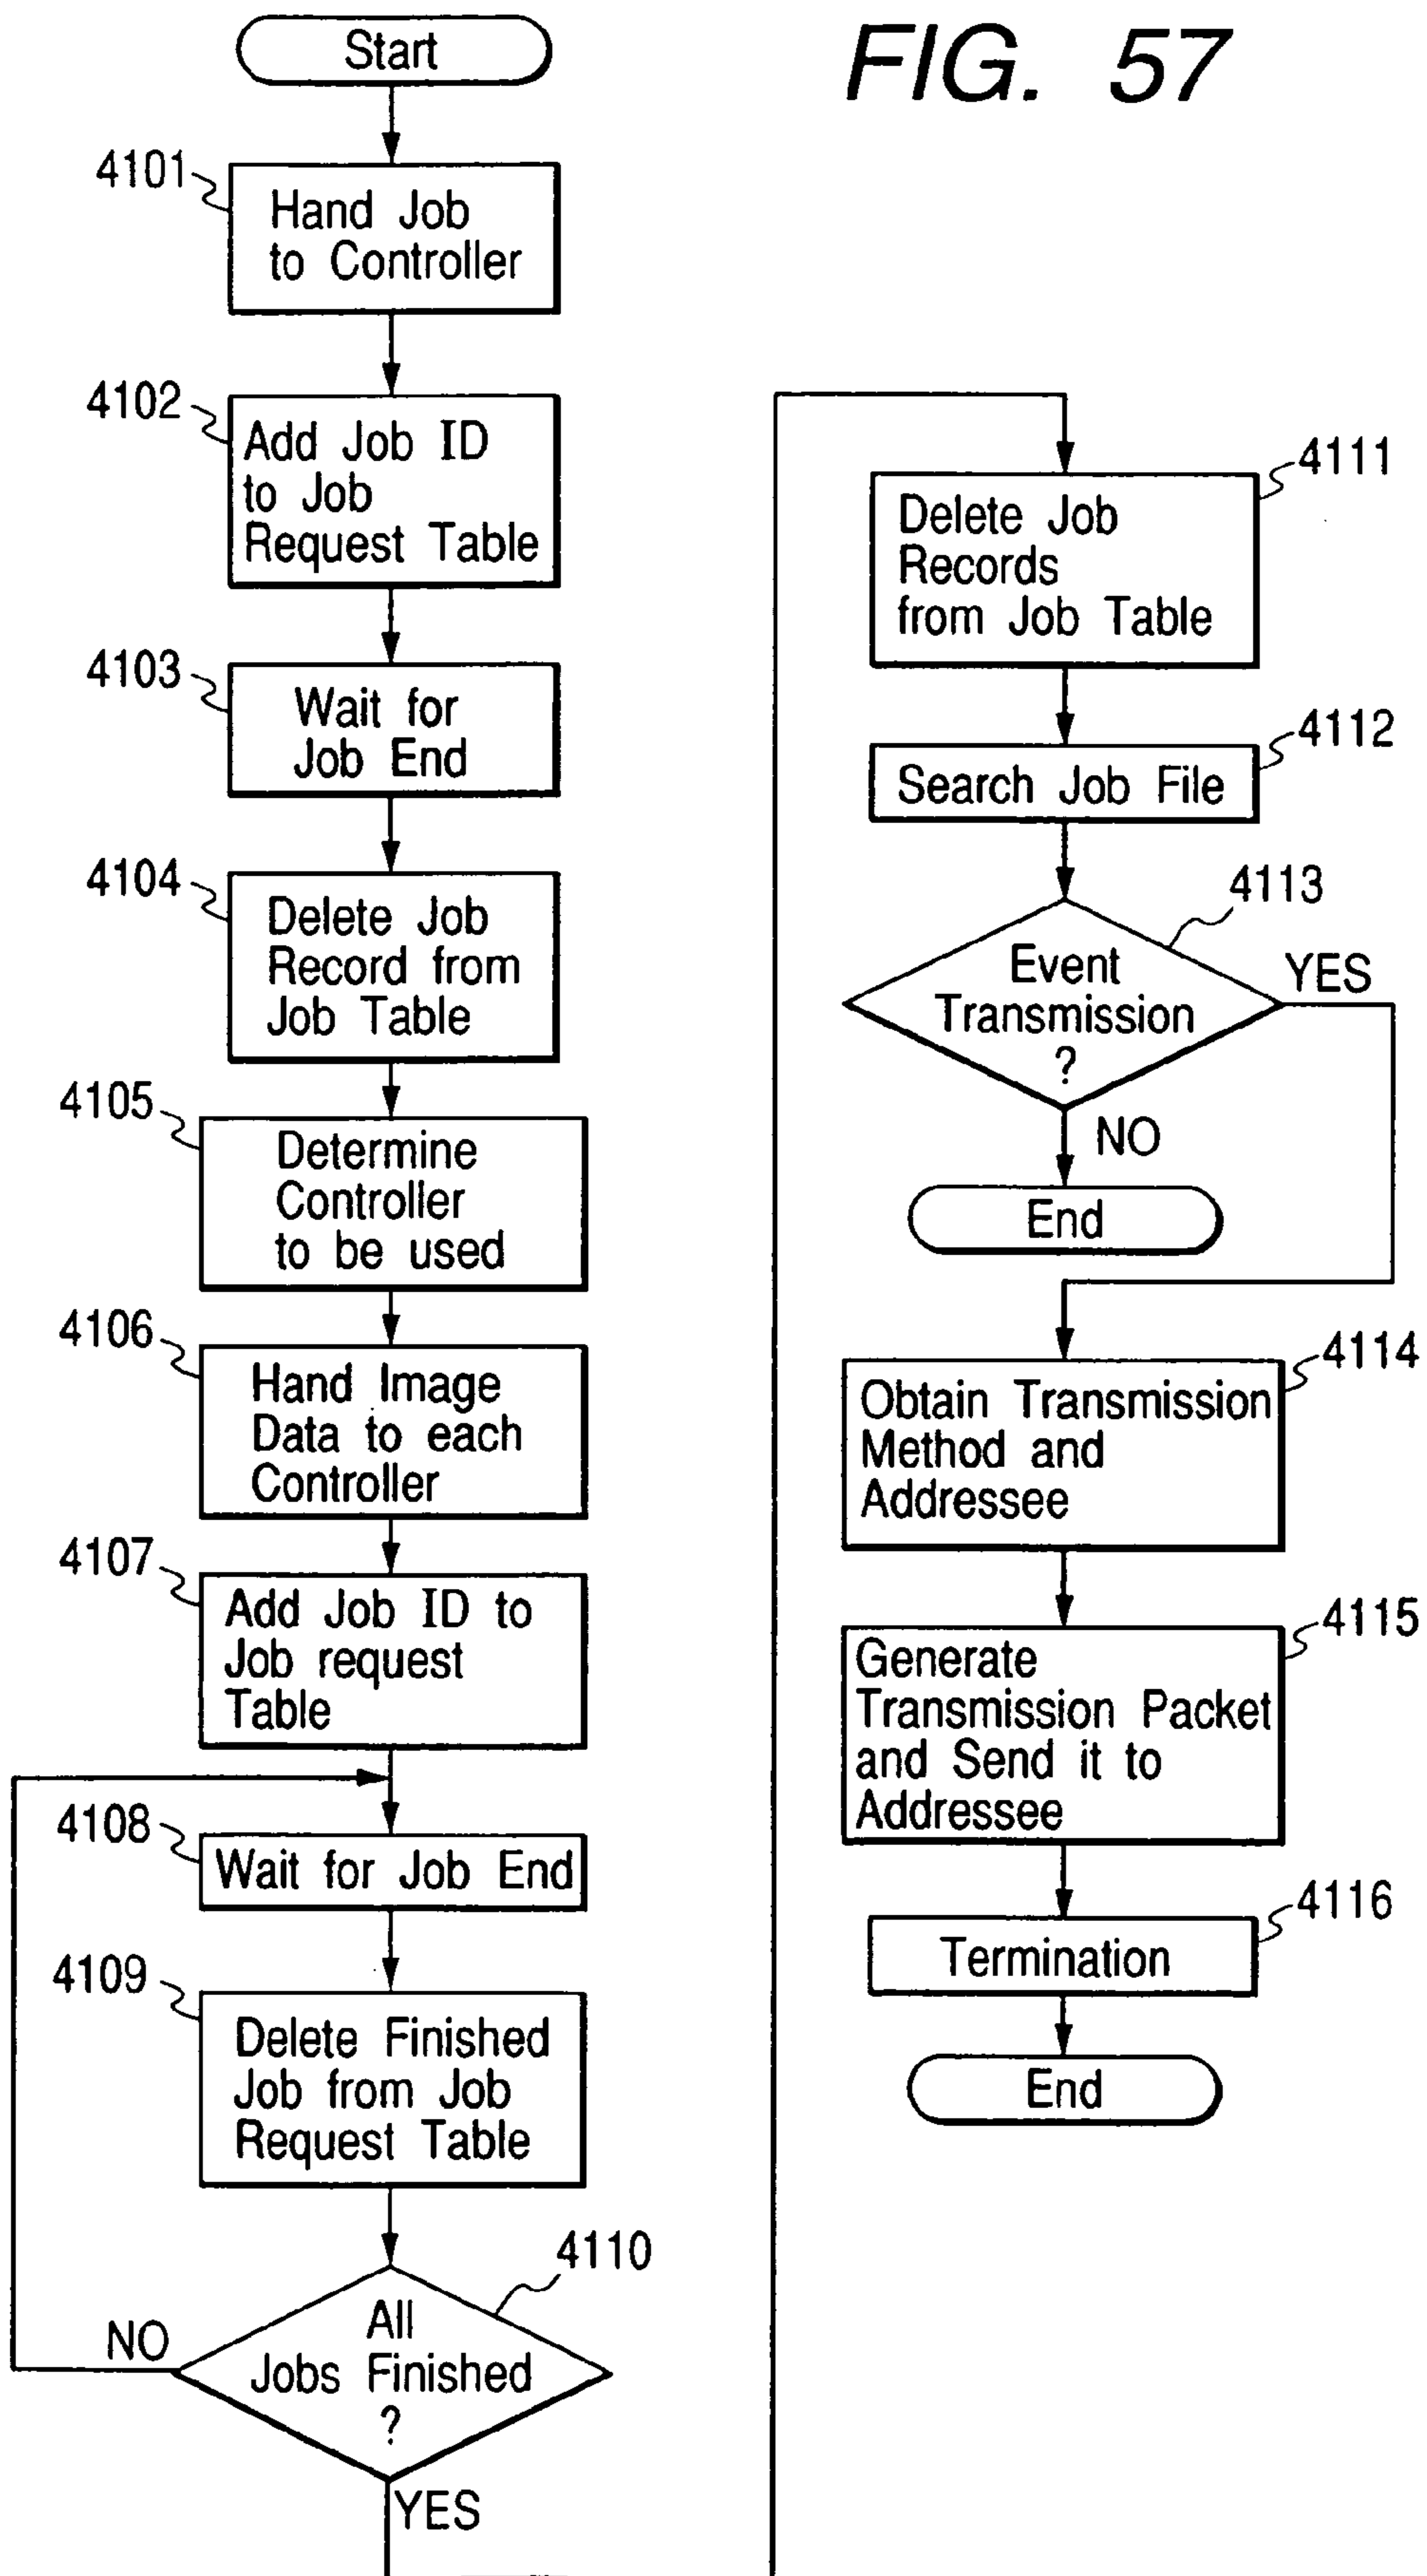 FIG. 57
Start
4101
Hand Job
to Controller
4102
Add Job ID
to Job
Request Table
4103
Wait for
Job End
4104
Delete Job
Record from
Job Table
4105
Determine
Controller
to be used
4106
Hand Image
Data to each
Controller
4107
Add Job ID to
Job request
Table
4108
Wait for Job End
4109
Delete Finished
Job from Job
Request Table
4110
All
Jobs Finished
?
NO
YES
4111
Delete Job
Records
from Job Table
4112
Search Job File
4113
Event
Transmission
?
YES
NO
End
4114
Obtain Transmission
Method and
Addressee
4115
Generate
Transmission Packet
and Send it to
Addressee
4116
Termination
End